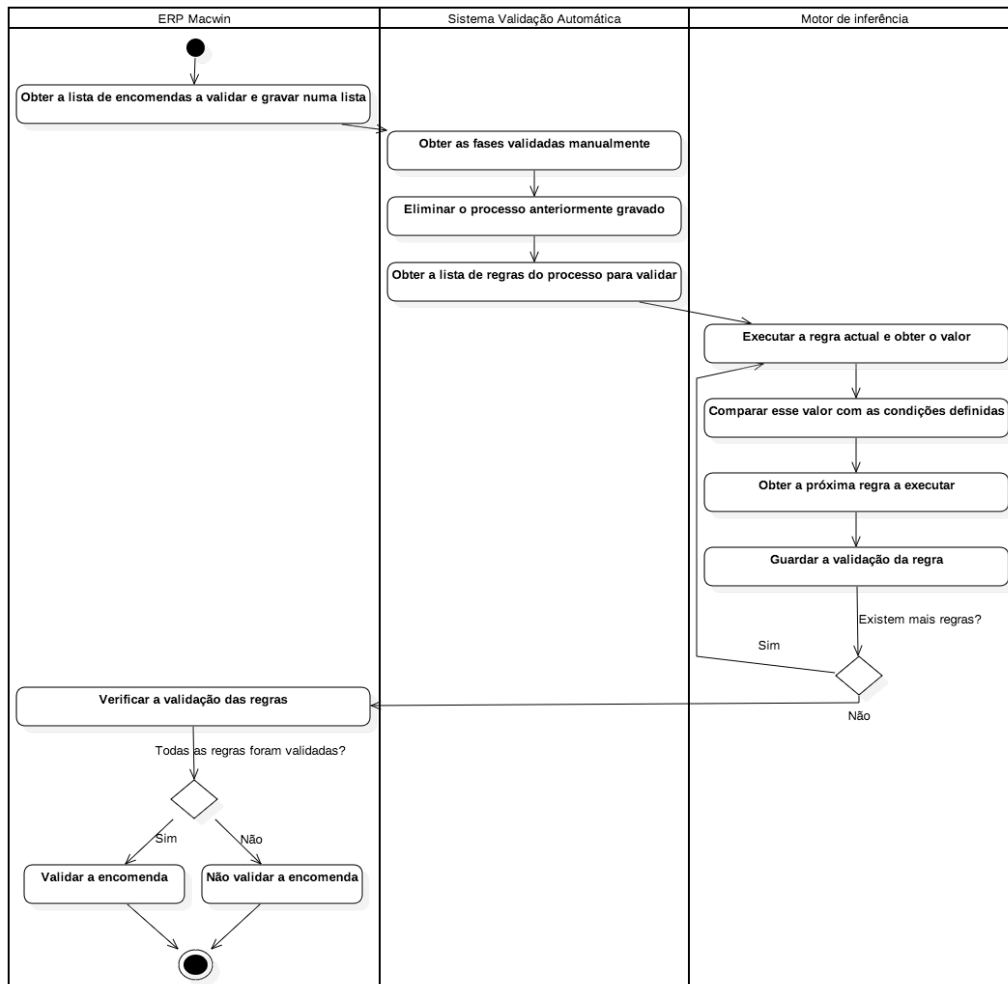 ERP Macwin
Sistema Validação Automática
Motor de inferência
Obter a lista de encomendas a validar e gravar numa lista
Obter as fases validadas manualmente
Eliminar o processo anteriormente gravado
Obter a lista de regras do processo para validar
Executar a regra actual e obter o valor
Comparar esse valor com as condições definidas
Obter a próxima regra a executar
Guardar a validação da regra
Existem mais regras?
Sim
Não
Verificar a validação das regras
Todas as regras foram validadas?
Sim
Não
Validar a encomenda
Não validar a encomenda